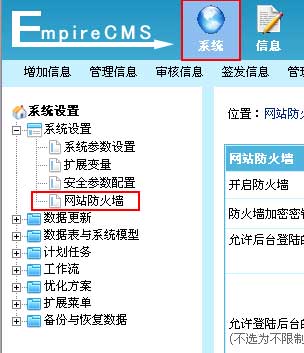 EmpireCMS
系统 信息
增加信息 管理信息 审核信息 签发信息 管理
系统设置
系统设置
系统参数设置
扩展变量
安全参数配置
网站防火墙
数据更新
数据表与系统模型
计划任务
工作流
优化方案
扩展菜单
备份与恢复数据
位置：网站防火
网站防火墙
开启防火墙
防火墙加密密
允许后台登陆的
允许登陆后台的
(不选为不限制